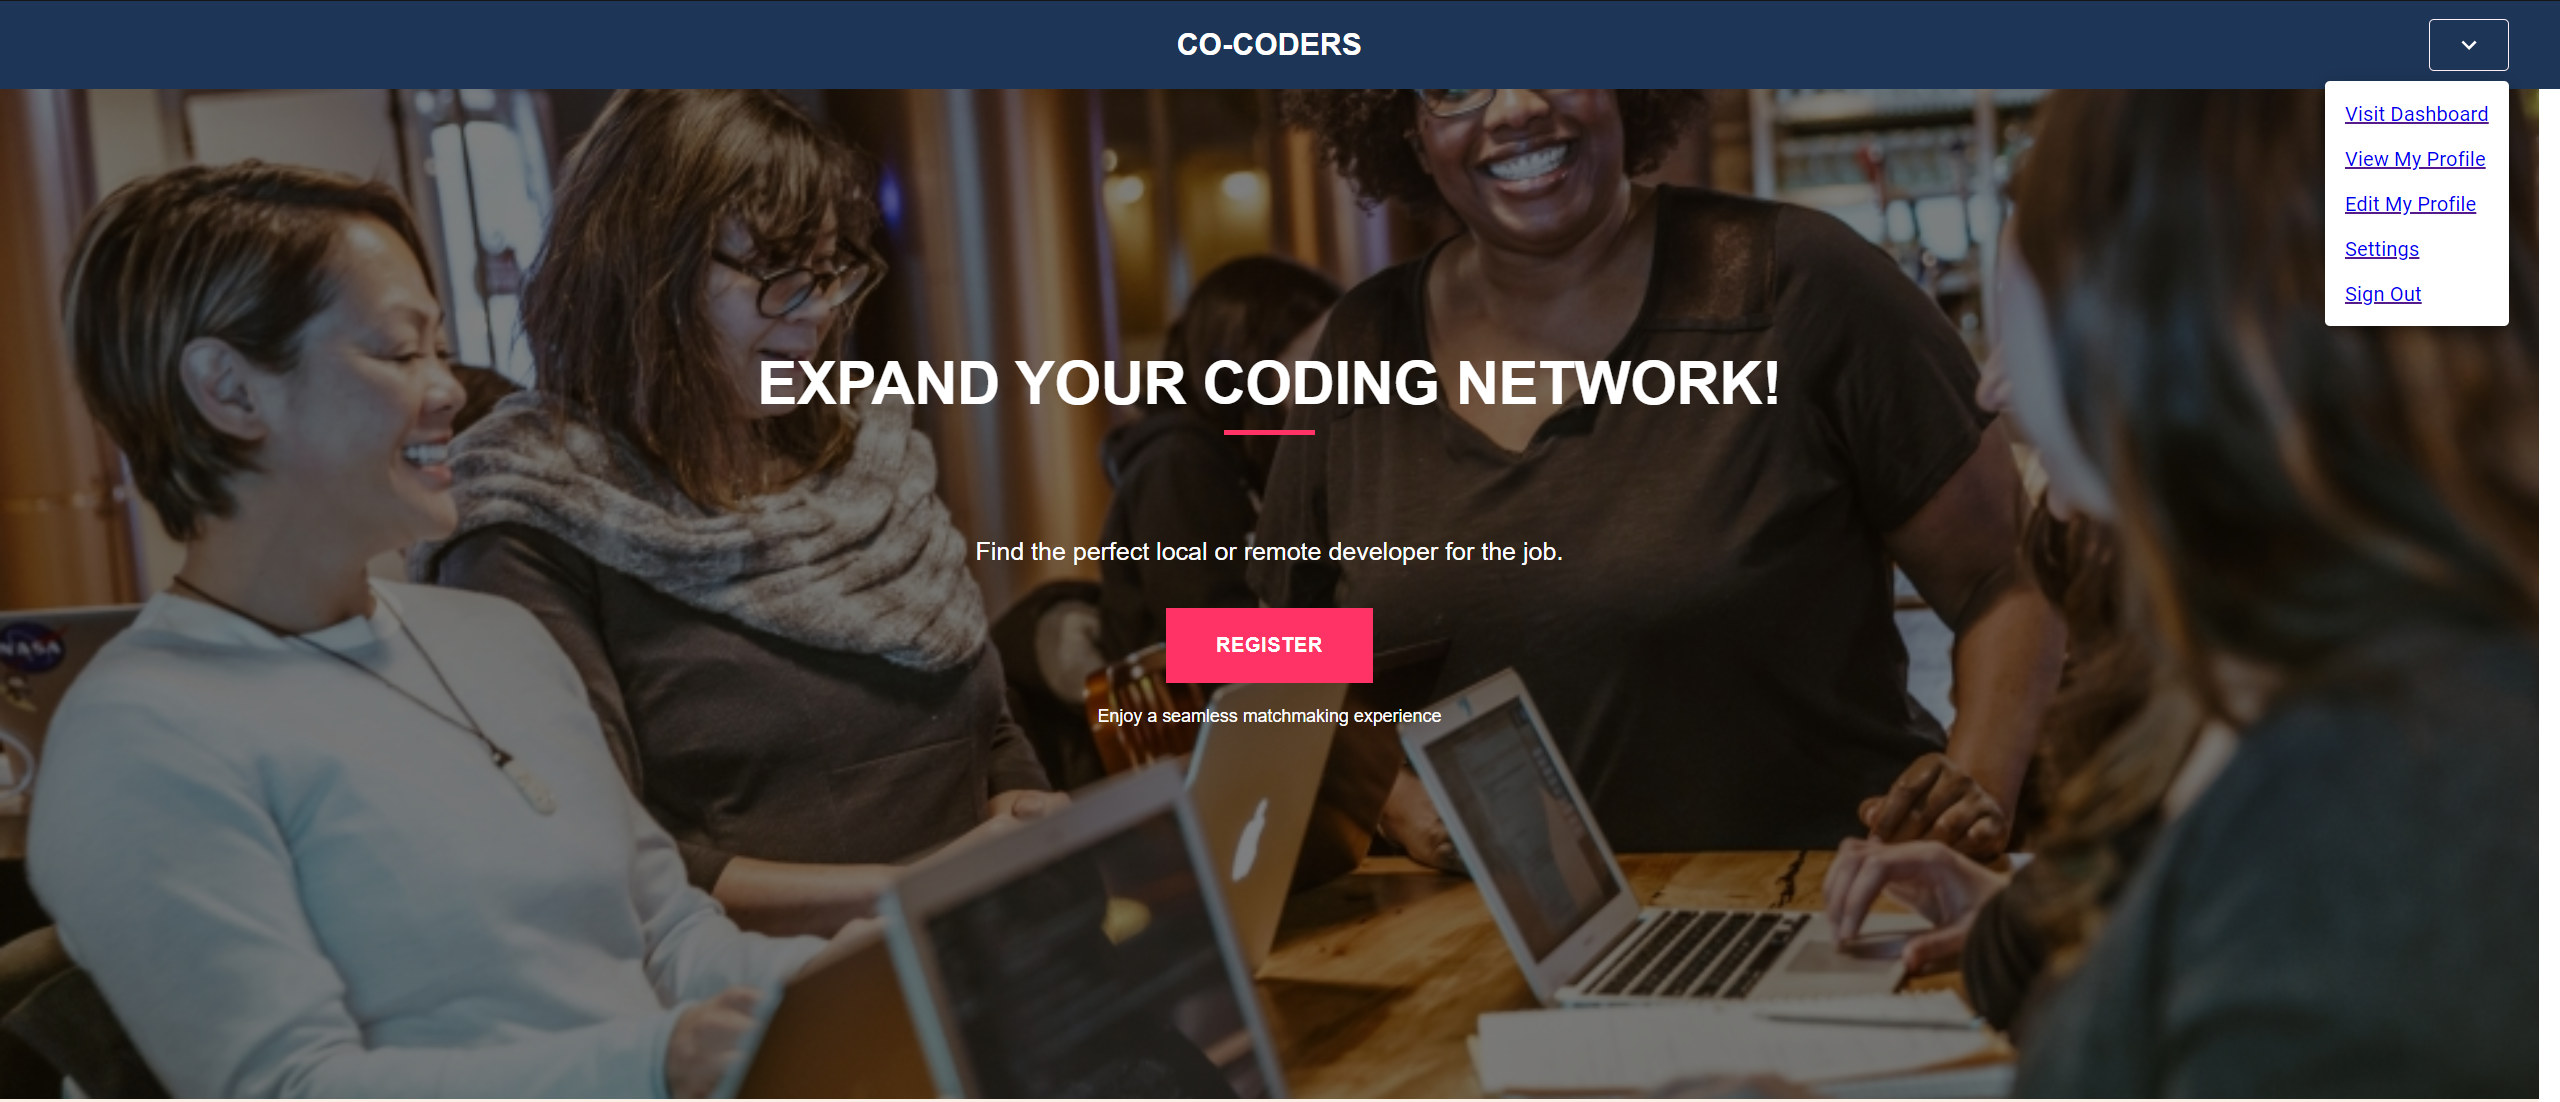 CO-CODERS
Visit Dashboard
View My Profile
Edit My Profile
Settings
Sign Out
EXPAND YOUR CODING NETWORK!
Find the perfect local or remote developer for the job.
REGISTER
Enjoy a seamless matchmaking experience
NASA